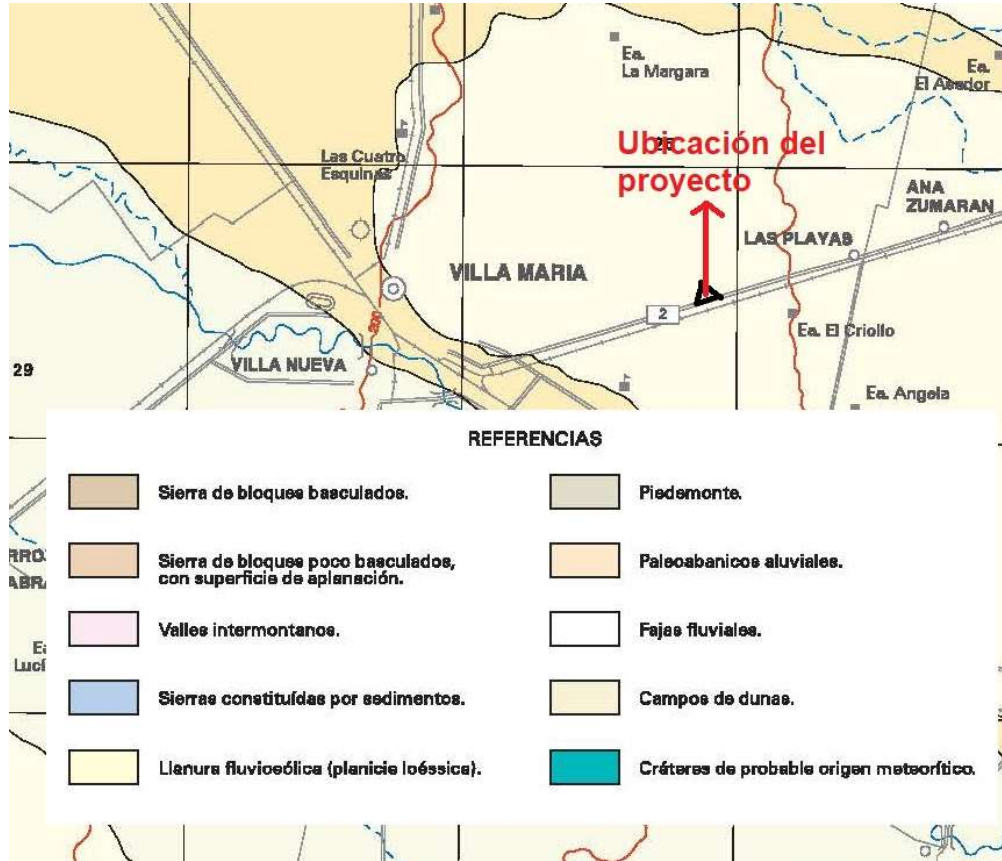 Ea.
La Margara
Ea.
El Asador
Ubicación del
proyecto
Las Cuatro
Esquinas
ANA
ZUMARAN
LAS PLAYAS
VILLA MARIA
2
200
Ea. El Criollo
VILLA NUEVA
29
Ea. Angela
REFERENCIAS
Sierra de bloques basculados.
Piedemonte.
Sierra de bloques poco basculados,
con superficie de aplanación.
Paleoabanicos aluviales.
Valles intermontanos.
Fajas fluviales.
Sierras constituídas por sedimentos.
Campos de dunas.
Llanura fluvioeólica (planicie loéssica).
Cráteres de probable origen meteorítico.